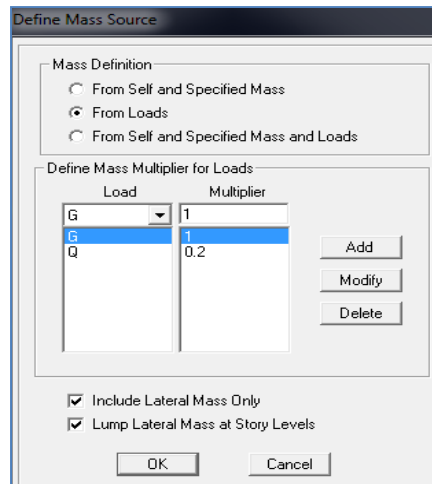 Define Mass Source
Mass Definition
From Self and Specified Mass
From Loads
From Self and Specified Mass and Loads
Define Mass Multiplier for Loads
Load Multiplier
G 1
G 1
Q 0.2
Add
Modify
Delete
Include Lateral Mass Only
Lump Lateral Mass at Story Levels
OK Cancel